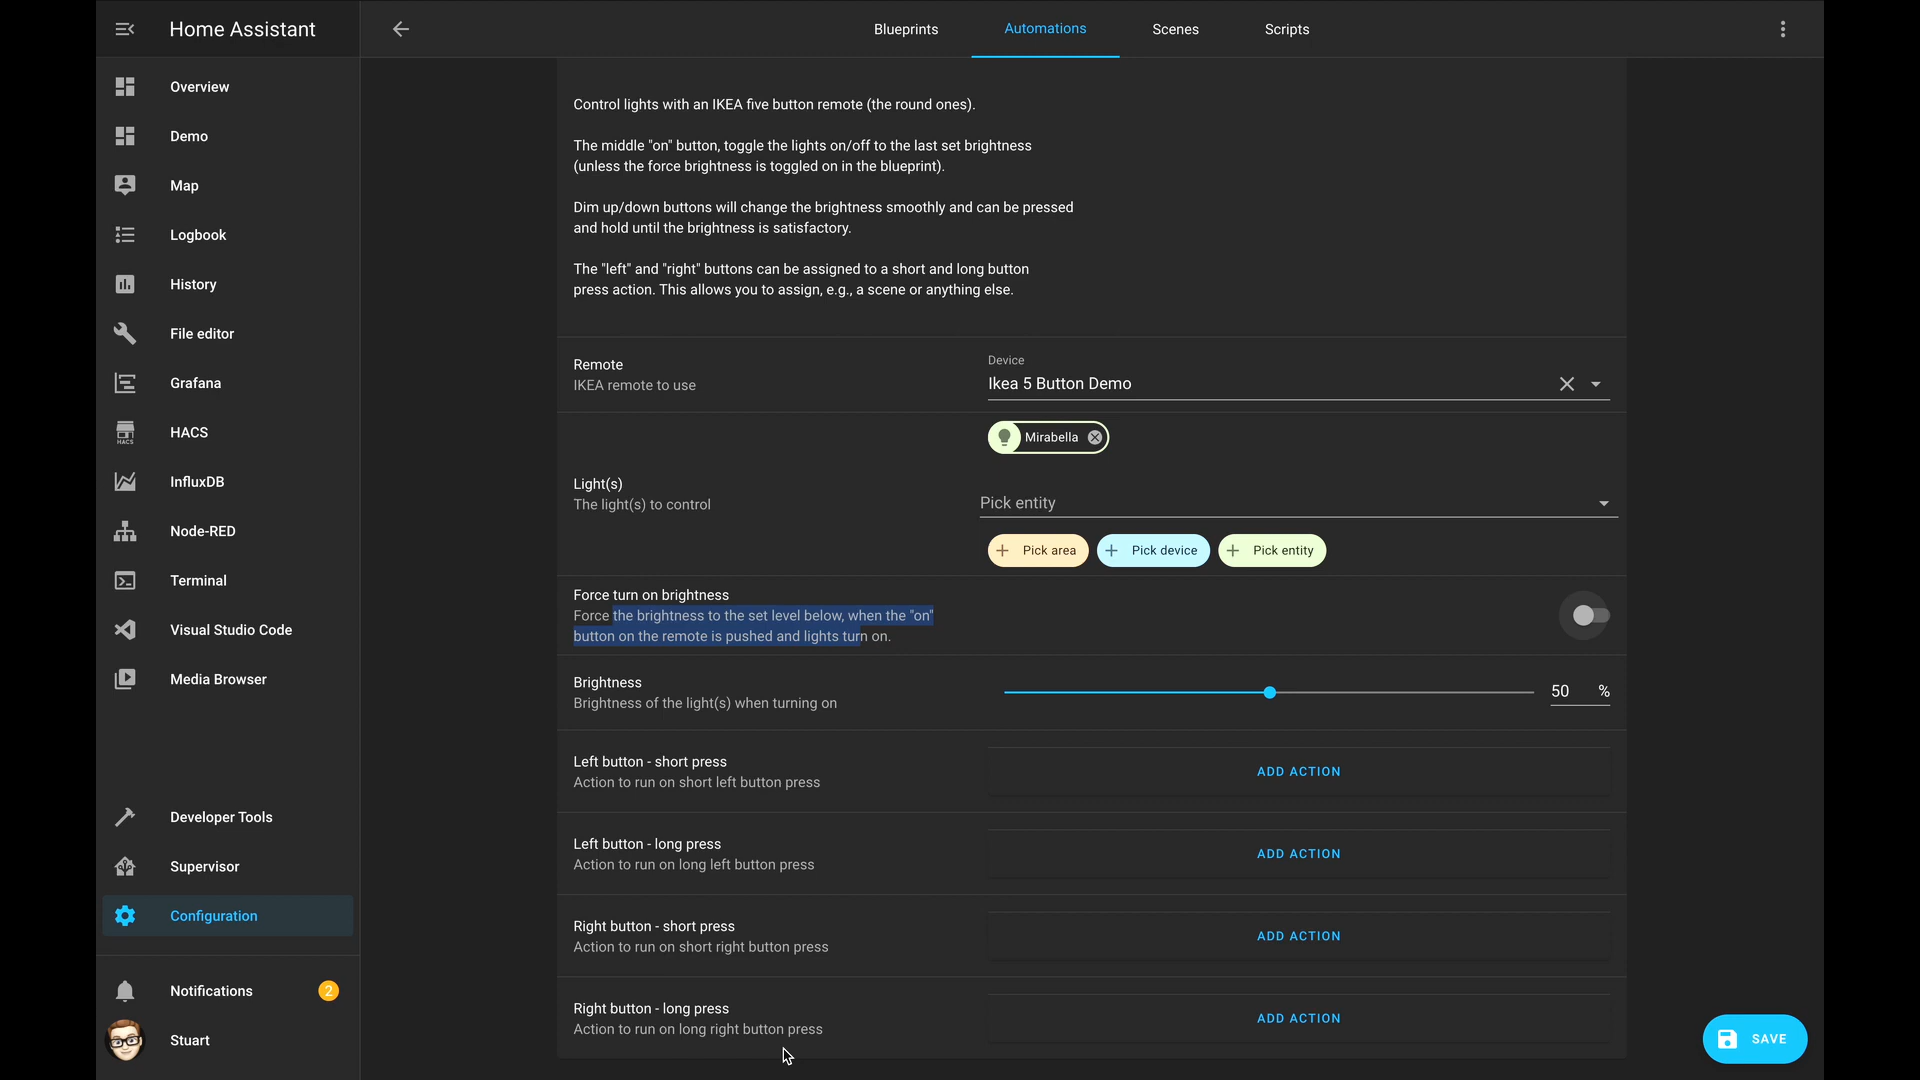 Home Assistant
Blueprints
Automations
Scenes
Scripts
Overview
Demo
Map
Logbook
History
File editor
Grafana
HACS
HACS
InfluxDB
Node-RED
Terminal
Visual Studio Code
Media Browser
Developer Tools
Supervisor
Configuration
Notifications
2
Stuart
Control lights with an IKEA five button remote (the round ones).
The middle "on" button, toggle the lights on/off to the last set brightness
(unless the force brightness is toggled on in the blueprint).
Dim up/down buttons will change the brightness smoothly and can be pressed
and hold until the brightness is satisfactory.
The "left" and "right" buttons can be assigned to a short and long button
press action. This allows you to assign, e.g., a scene or anything else.
Remote
IKEA remote to use
Device
Ikea 5 Button Demo
Mirabella
Light(s)
The light(s) to control
Pick entity
Pick area
Pick device
Pick entity
Force turn on brightness
Force the brightness to the set level below, when the "on"
button on the remote is pushed and lights turn on.
Brightness
Brightness of the light(s) when turning on
50 %
Left button - short press
Action to run on short left button press
ADD ACTION
Left button - long press
Action to run on long left button press
ADD ACTION
Right button - short press
Action to run on short right button press
ADD ACTION
Right button - long press
Action to run on long right button press
ADD ACTION
SAVE